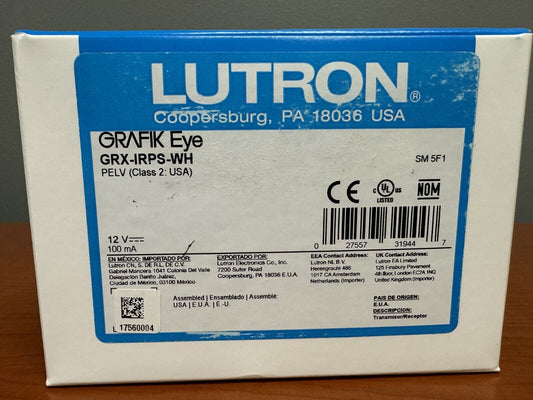 LUTRON®
Coopersburg, PA 18036 USA
GRAFIK Eye
GRX-IRPS-WH
PELV (Class 2: USA)
SM 5F1
CE
c UL us
LISTED
NOM
12 V
100 mA
0 27557 31944 7
EN MÉXICO: IMPORTADO POR:
Lutron CN, S. DE R.L. DE C.V.
Gabriel Mancera 1041 Colonia Del Valle
Delegación Benito Juárez,
Ciudad de México, 03100 México
EXPORTADO POR:
Lutron Electronics Co., Inc.
7200 Suter Road
Coopersburg, PA 18036 E.U.A.
EEA Contact Address:
Lutron NL B.V.
Herengracht 466
1017 CA Amsterdam
Netherlands (Importer)
UK Contact Address:
Lutron EA Limited
125 Finsbury Pavement
4th floor, London EC2A 1NQ
United Kingdom (Importer)
Assembled | Ensamblado | Assemblé:
USA | E.U.A. | É.-U.
PAIS DE ORIGEN:
E.U.A.
DESCRIPCION:
Transmisor/Receptor
L 17560004